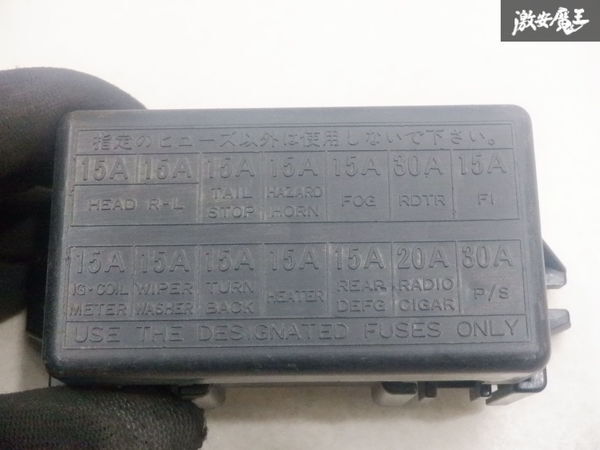 激安魔王
指定のヒューズ以外は使用しないで下さい。
15A 15A 15A 15A 15A 30A 15A
HEAD R-L TAIL HAZARD FOG RDTR FI
STOP HORN
15A 15A 15A 15A 15A 20A 30A
IG-COIL WIPER TURN HEATER REAR RADIO P/S
METER WASHER BACK DEFG CIGAR
USE THE DESIGNATED FUSES ONLY